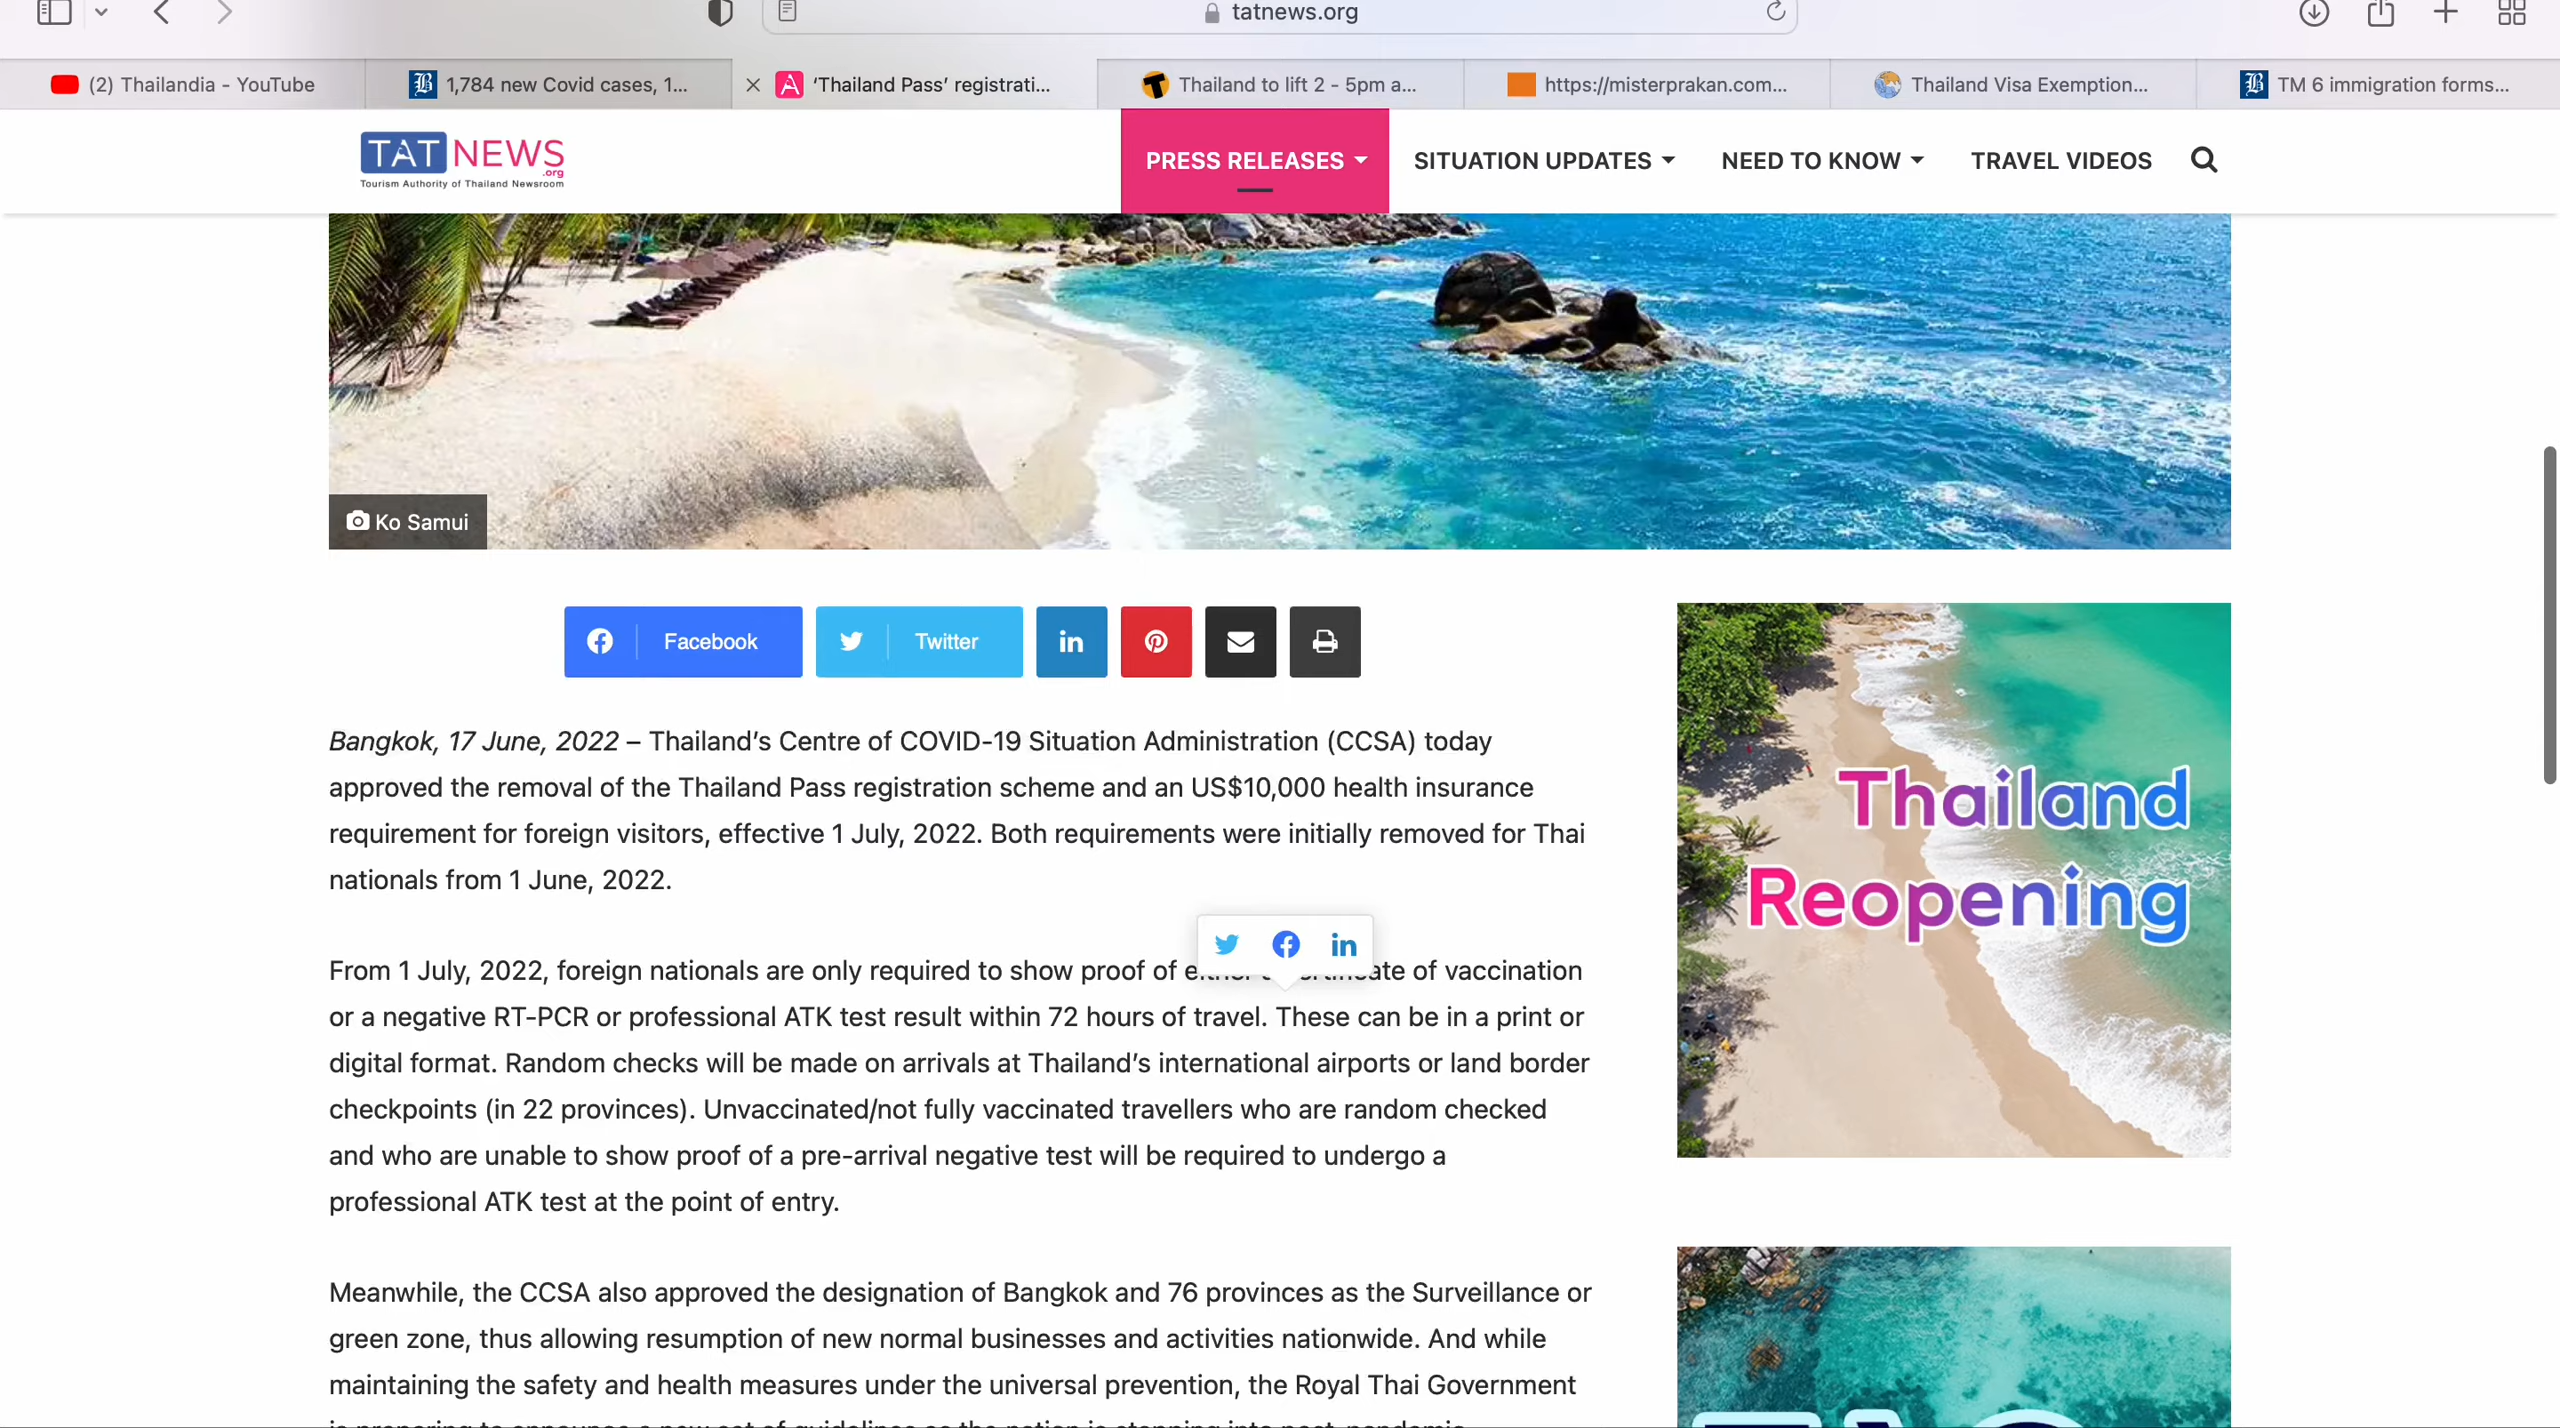 tatnews.org
(2) Thailandia - YouTube
1,784 new Covid cases, 1...
‘Thailand Pass’ registrati...
Thailand to lift 2 - 5pm a...
https://misterprakan.com...
Thailand Visa Exemption...
TM 6 immigration forms...
TAT NEWS
.org
Tourism Authority of Thailand Newsroom
PRESS RELEASES
SITUATION UPDATES
NEED TO KNOW
TRAVEL VIDEOS
Ko Samui
Facebook
Twitter
Bangkok, 17 June, 2022 – Thailand’s Centre of COVID-19 Situation Administration (CCSA) today
approved the removal of the Thailand Pass registration scheme and an US$10,000 health insurance
requirement for foreign visitors, effective 1 July, 2022. Both requirements were initially removed for Thai
nationals from 1 June, 2022.
From 1 July, 2022, foreign nationals are only required to show proof of of vaccination
or a negative RT-PCR or professional ATK test result within 72 hours of travel. These can be in a print or
digital format. Random checks will be made on arrivals at Thailand’s international airports or land border
checkpoints (in 22 provinces). Unvaccinated/not fully vaccinated travellers who are random checked
and who are unable to show proof of a pre-arrival negative test will be required to undergo a
professional ATK test at the point of entry.
Meanwhile, the CCSA also approved the designation of Bangkok and 76 provinces as the Surveillance or
green zone, thus allowing resumption of new normal businesses and activities nationwide. And while
maintaining the safety and health measures under the universal prevention, the Royal Thai Government
Thailand
Reopening